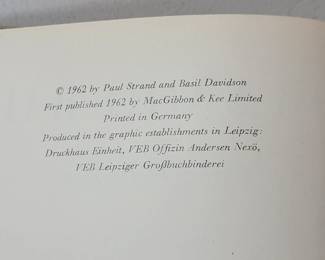 © 1962 by Paul Strand and Basil Davidson
First published 1962 by MacGibbon & Kee Limited
Printed in Germany
Produced in the graphic establishments in Leipzig:
Druckhaus Einheit, VEB Offizin Andersen Nexö,
VEB Leipziger Großbuchbinderei